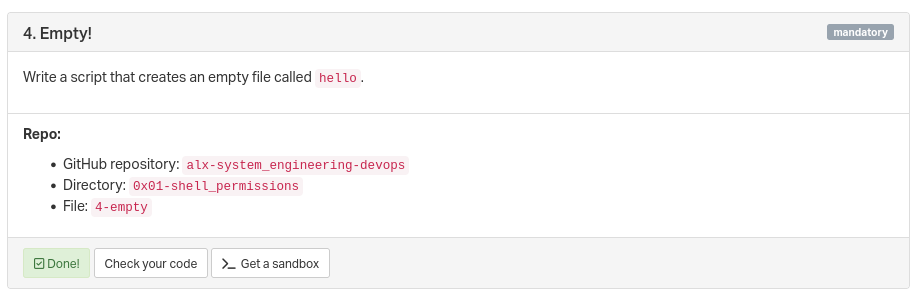 4. Empty!
mandatory
Write a script that creates an empty file called hello.
Repo:
• GitHub repository: alx-system_engineering-devops
• Directory: 0x01-shell_permissions
• File: 4-empty
Done! Check your code Get a sandbox